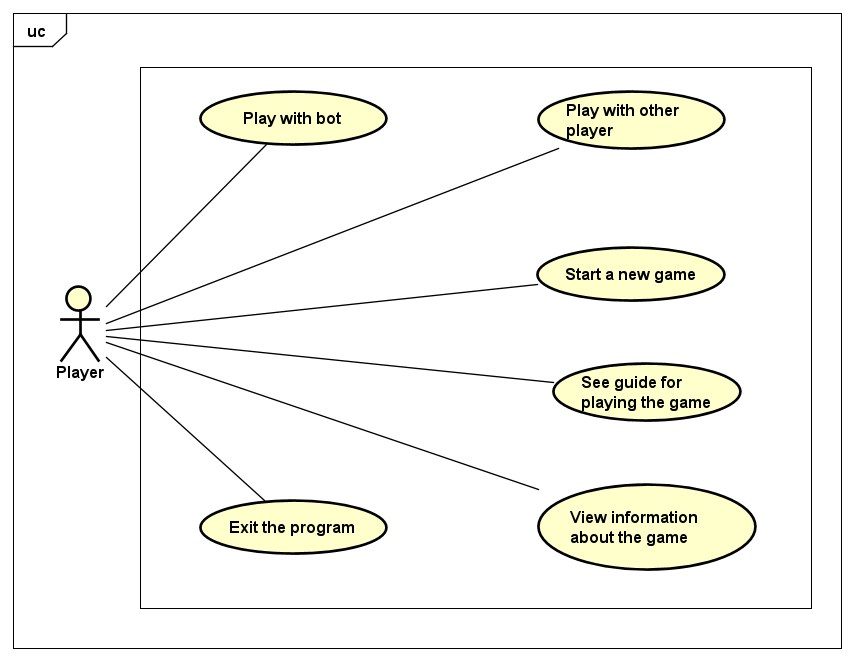 uc
Play with bot
Play with other
player
Start a new game
Player
See guide for
playing the game
Exit the program
View information
about the game